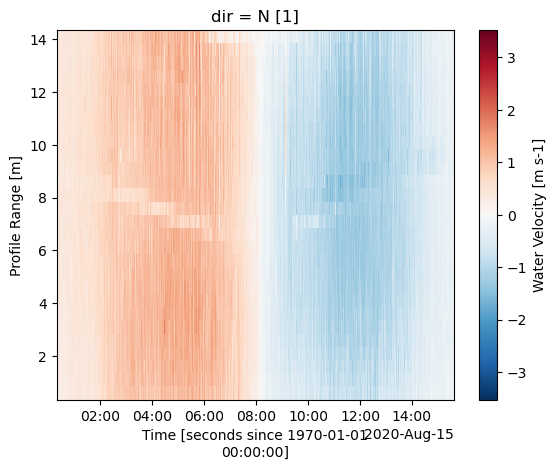 dir = N [1]
14
12
10
8
6
4
2
Profile Range [m]
02:00 04:00 06:00 08:00 10:00 12:00 14:00
Time [seconds since 1970-01-01
00:00:00]
2020-Aug-15
3
2
1
0
−1
−2
−3
Water Velocity [m s-1]